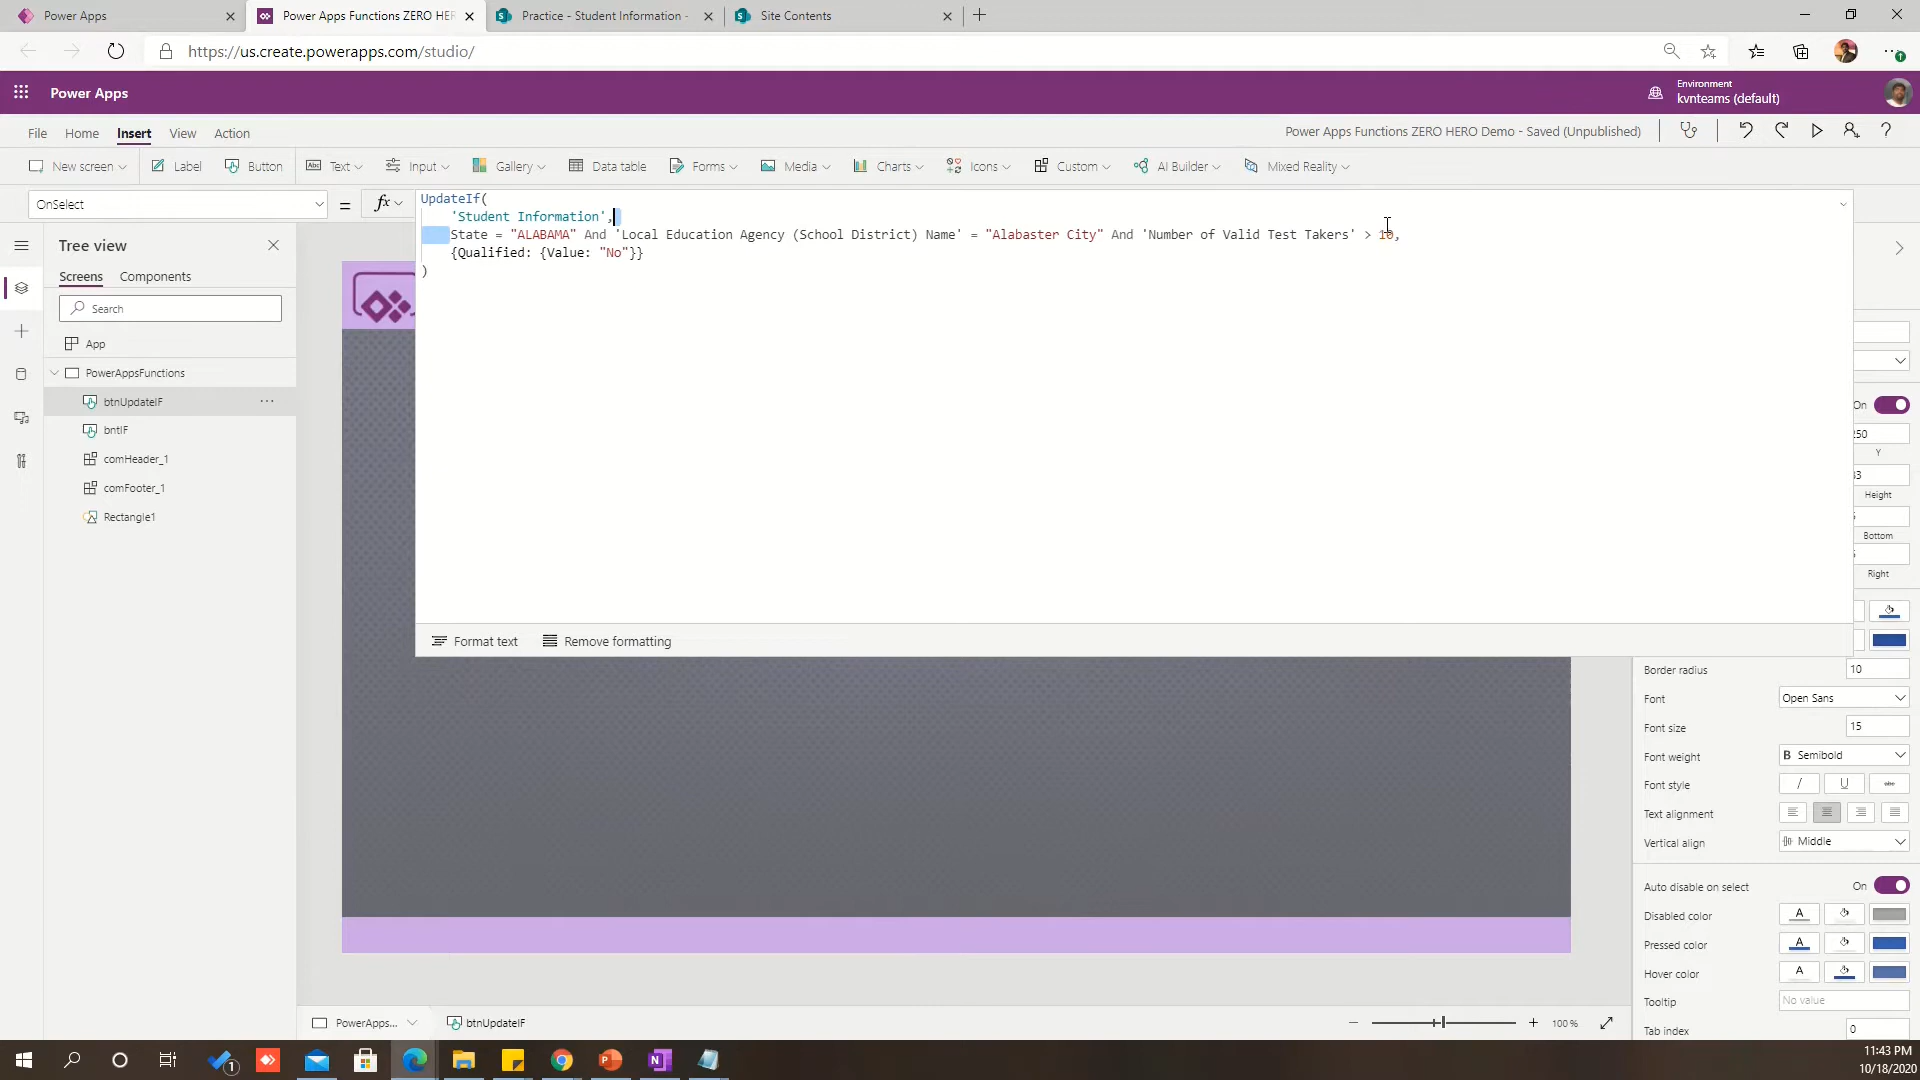 Power Apps
Power Apps Functions ZERO HE
Practice - Student Information -
Site Contents
https://us.create.powerapps.com/studio/
Power Apps
Environment
kvnteams (default)
File
Home
Insert
View
Action
Power Apps Functions ZERO HERO Demo - Saved (Unpublished)
New screen
Label
Button
Text
Input
Gallery
Data table
Forms
Media
Charts
Icons
Custom
AI Builder
Mixed Reality
OnSelect
=
fx
UpdateIf(
'Student Information',
State = "ALABAMA" And 'Local Education Agency (School District) Name' = "Alabaster City" And 'Number of Valid Test Takers' > 10,
{Qualified: {Value: "No"}}
)
Tree view
Screens
Components
Search
App
PowerAppsFunctions
btnUpdateIF
bntIF
comHeader_1
comFooter_1
Rectangle1
Format text
Remove formatting
On
Y
Height
Bottom
Right
Border radius
10
Font
Open Sans
Font size
15
Font weight
B Semibold
Font style
Text alignment
Vertical align
Middle
Auto disable on select
On
Disabled color
Pressed color
Hover color
Tooltip
No value
Tab index
0
PowerApps...
btnUpdateIF
100 %
11:43 PM
10/18/2020